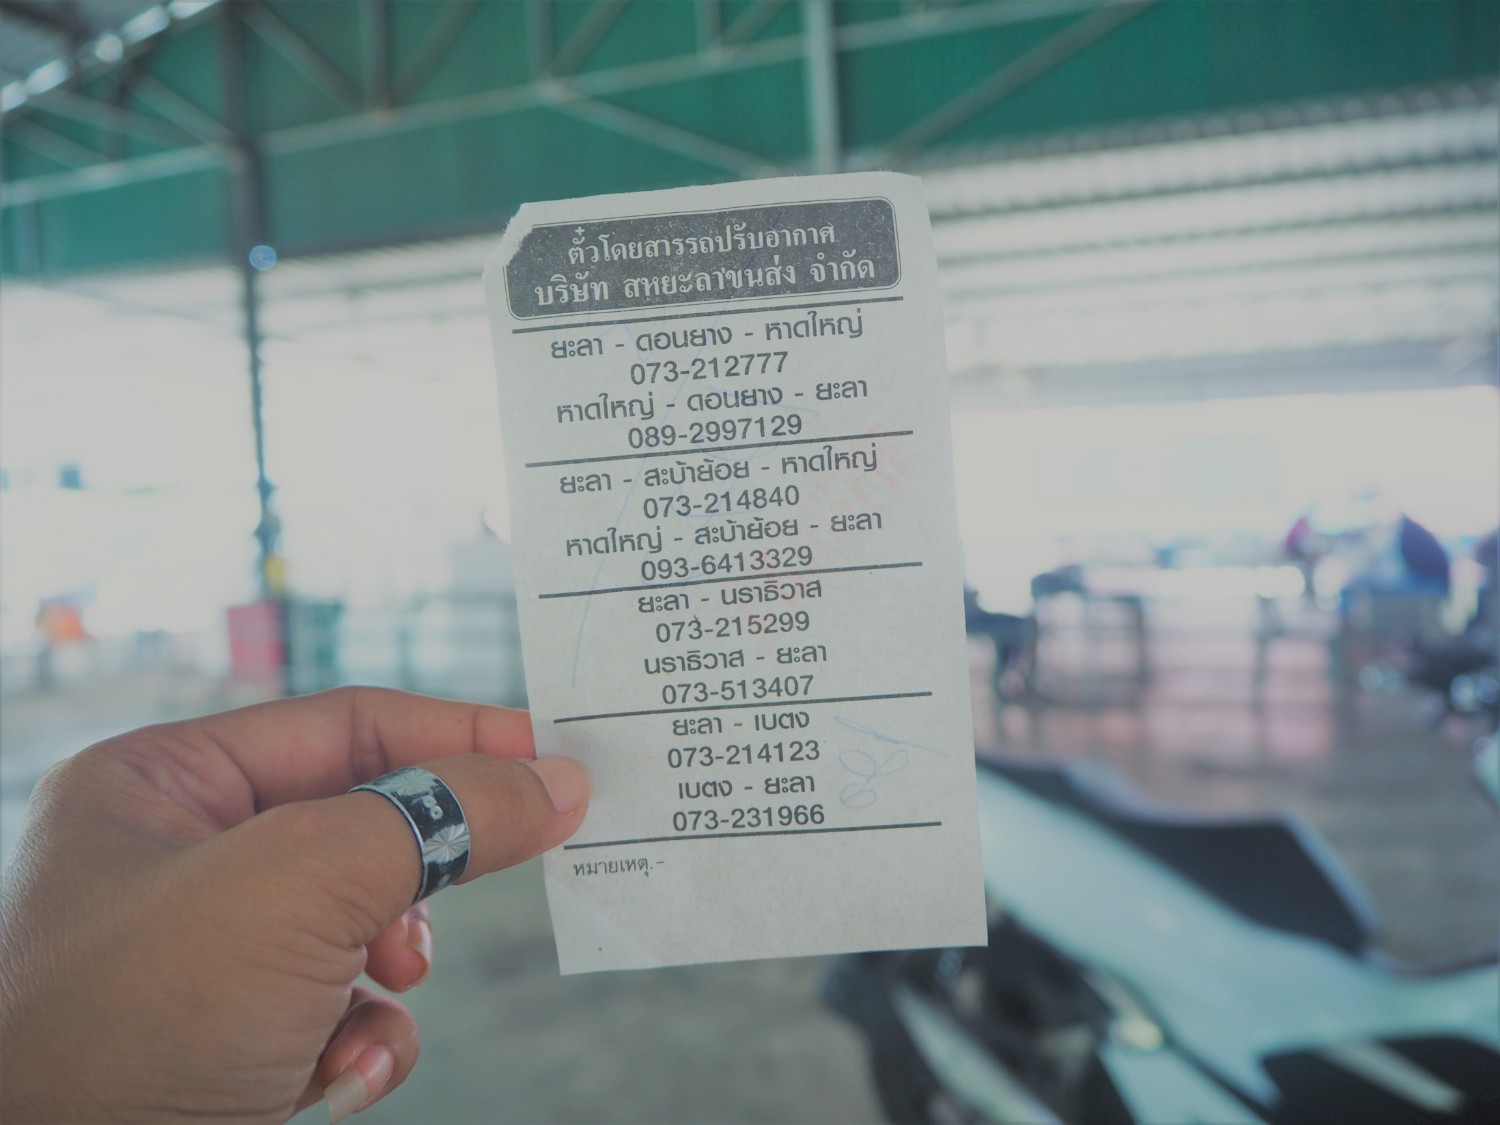 ตั๋วโดยสารรถปรับอากาศ
บริษัท สหยะลาขนส่ง จำกัด
ยะลา - ดอนยาง - หาดใหญ่
073-212777
หาดใหญ่ - ดอนยาง - ยะลา
089-2997129
ยะลา - สะบ้าย้อย - หาดใหญ่
073-214840
หาดใหญ่ - สะบ้าย้อย - ยะลา
093-6413329
ยะลา - นราธิวาส
073-215299
นราธิวาส - ยะลา
073-513407
ยะลา - เบตง
073-214123
เบตง - ยะลา
073-231966
หมายเหตุ.-